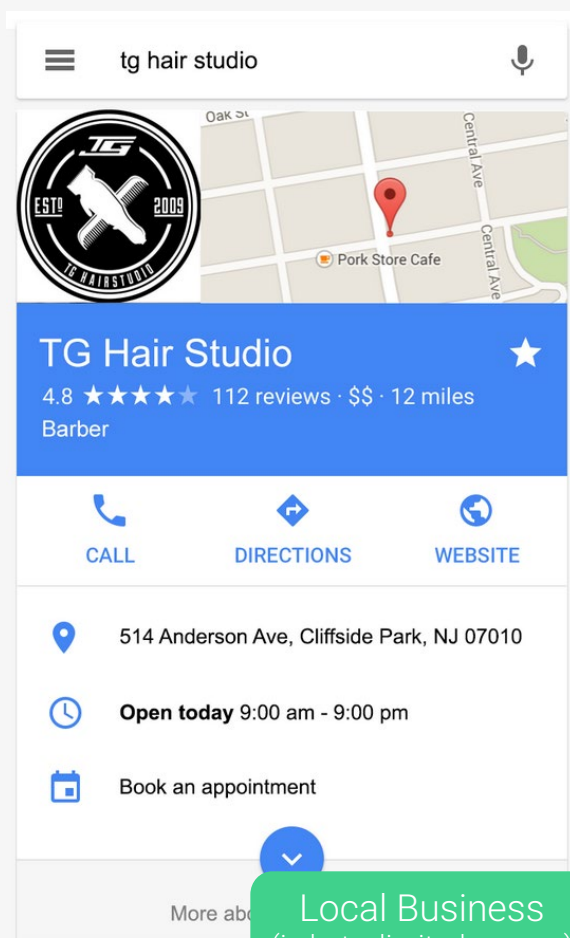 tg hair studio
Oak St
Central Ave
Central Ave
Pork Store Cafe
TG
ESTD 2009
TG HAIRSTUDIO
TG Hair Studio
4.8 112 reviews · $$ · 12 miles
Barber
CALL DIRECTIONS WEBSITE
514 Anderson Ave, Cliffside Park, NJ 07010
Open today 9:00 am - 9:00 pm
Book an appointment
More abo
Local Business